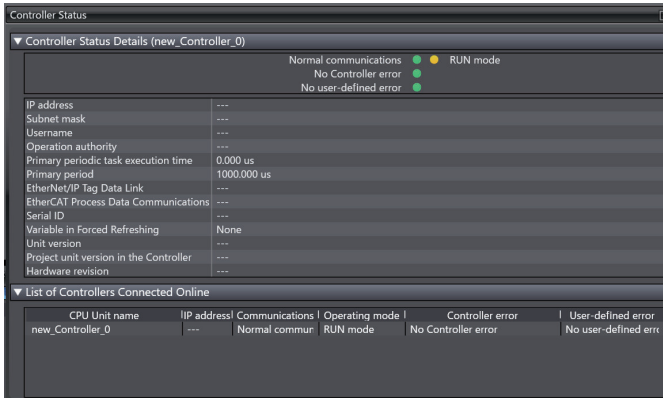 Controller Status
▼ Controller Status Details (new_Controller_0)
Normal communications RUN mode
No Controller error
No user-defined error
IP address ---
Subnet mask ---
Username ---
Operation authority ---
Primary periodic task execution time 0.000 us
Primary period 1000.000 us
EtherNet/IP Tag Data Link ---
EtherCAT Process Data Communications ---
Serial ID ---
Variable in Forced Refreshing None
Unit version ---
Project unit version in the Controller ---
Hardware revision ---
▼ List of Controllers Connected Online
CPU Unit name IP address Communications Operating mode Controller error User-defined error
new_Controller_0 --- Normal commun RUN mode No Controller error No user-defined erro